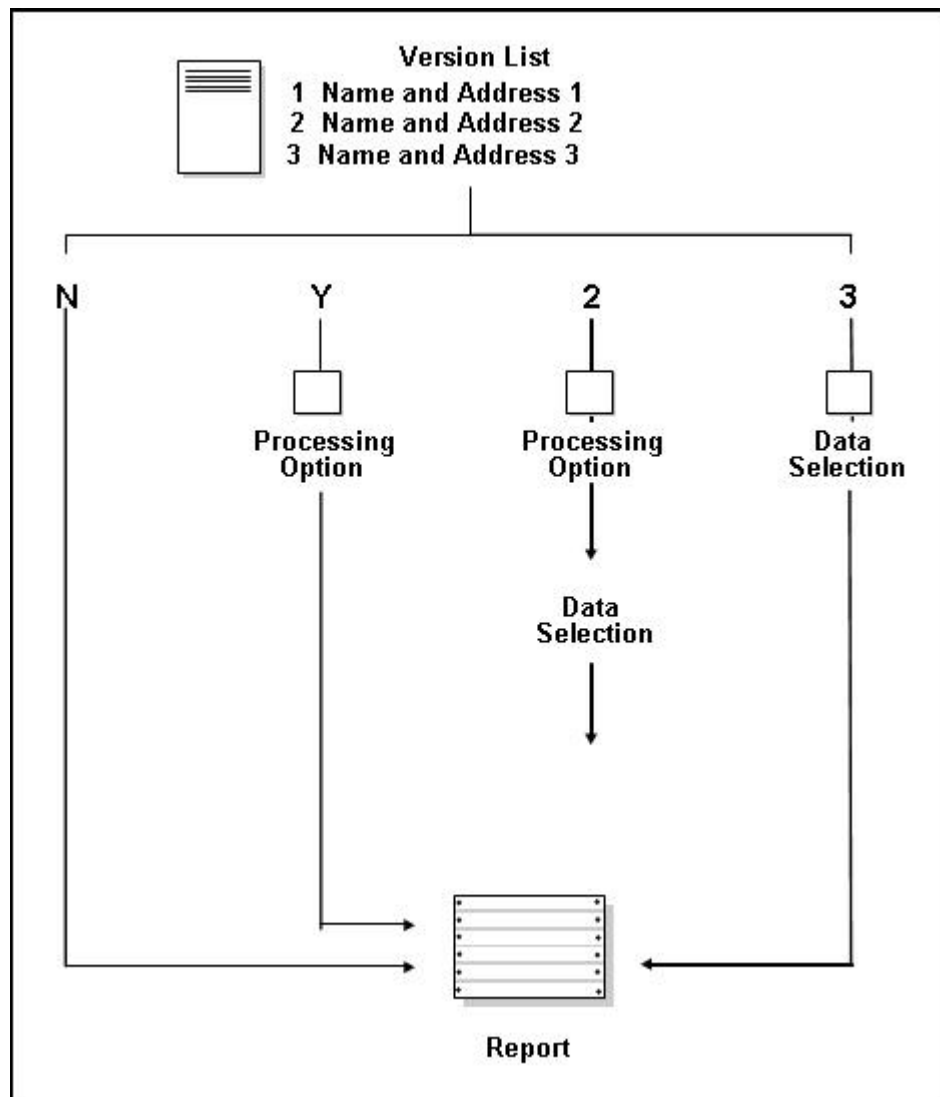 Version List
1 Name and Address 1
2 Name and Address 2
3 Name and Address 3
N
Y
2
3
Processing
Option
Processing
Option
Data
Selection
Data
Selection
Report